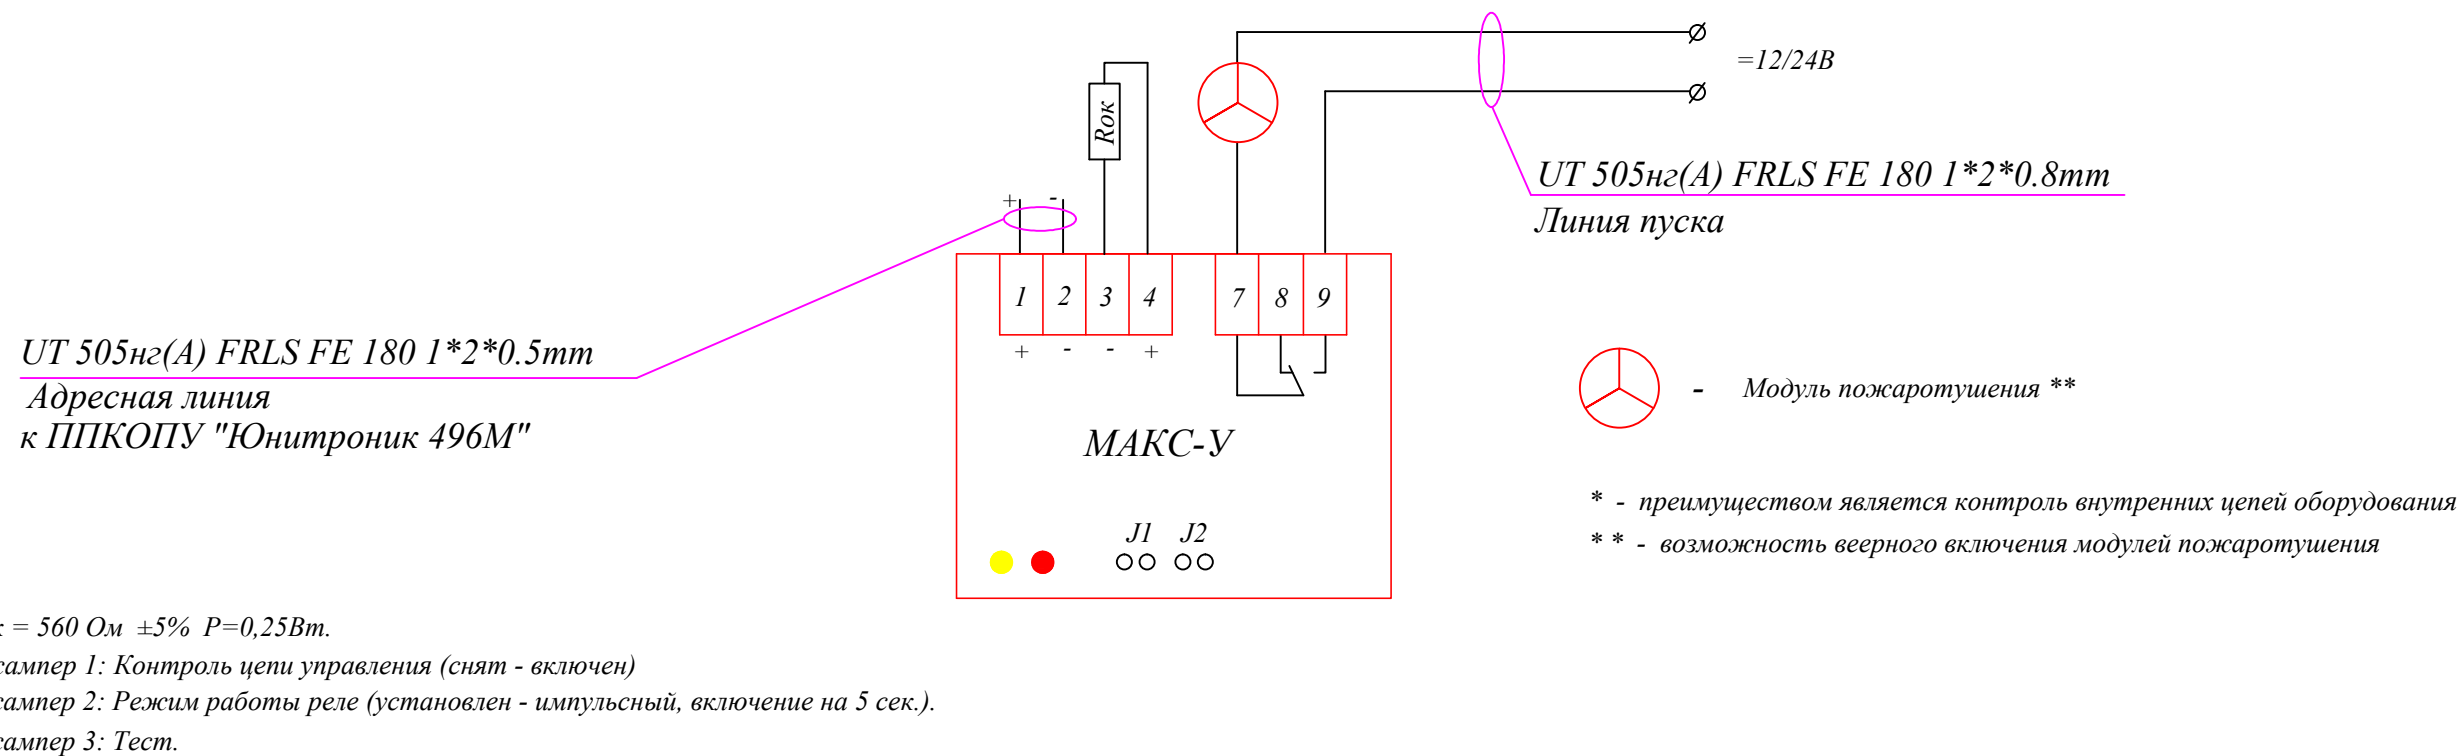 =12/24В
Rок
UT 505нг(А) FRLS FE 180 1*2*0.8mm
Линия пуска
+ -
1 2 3 4 7 8 9
+ - - +
UT 505нг(А) FRLS FE 180 1*2*0.5mm
Адресная линия
к ППКОПУ "Юнитроник 496М"
- Модуль пожаротушения **
МАКС-У
* - преимуществом является контроль внутренних цепей оборудования
* * - возможность веерного включения модулей пожаротушения
J1 J2
= 560 Ом ±5% P=0,25Вт.
1: Контроль цепи управления (снят - включен)
2: Режим работы реле (установлен - импульсный, включение на 5 сек.).
3: Тест.